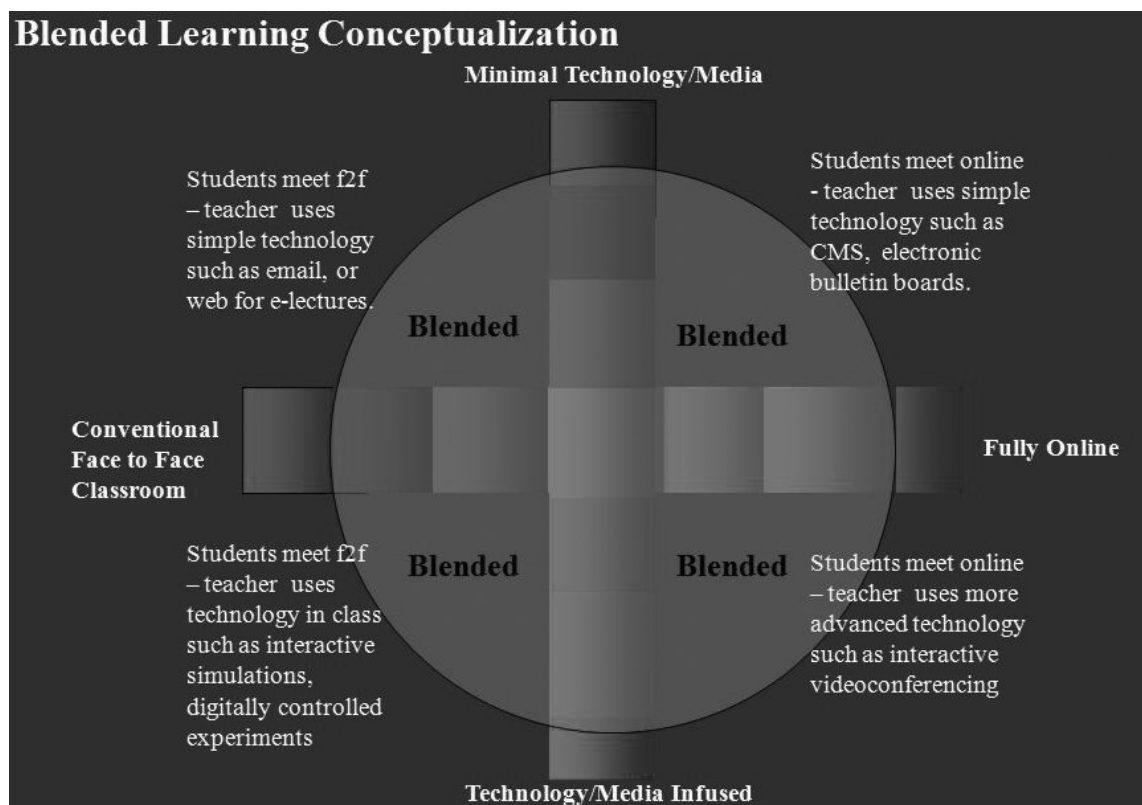 Blended Learning Conceptualization
Minimal Technology/Media
Students meet f2f
– teacher uses
simple technology
such as email, or
web for e-lectures.
Students meet online
- teacher uses simple
technology such as
CMS, electronic
bulletin boards.
Blended
Blended
Conventional
Face to Face
Classroom
Fully Online
Students meet f2f
– teacher uses
technology in class
such as interactive
simulations,
digitally controlled
experiments
Blended
Blended
Students meet online
– teacher uses more
advanced technology
such as interactive
videoconferencing
Technology/Media Infused